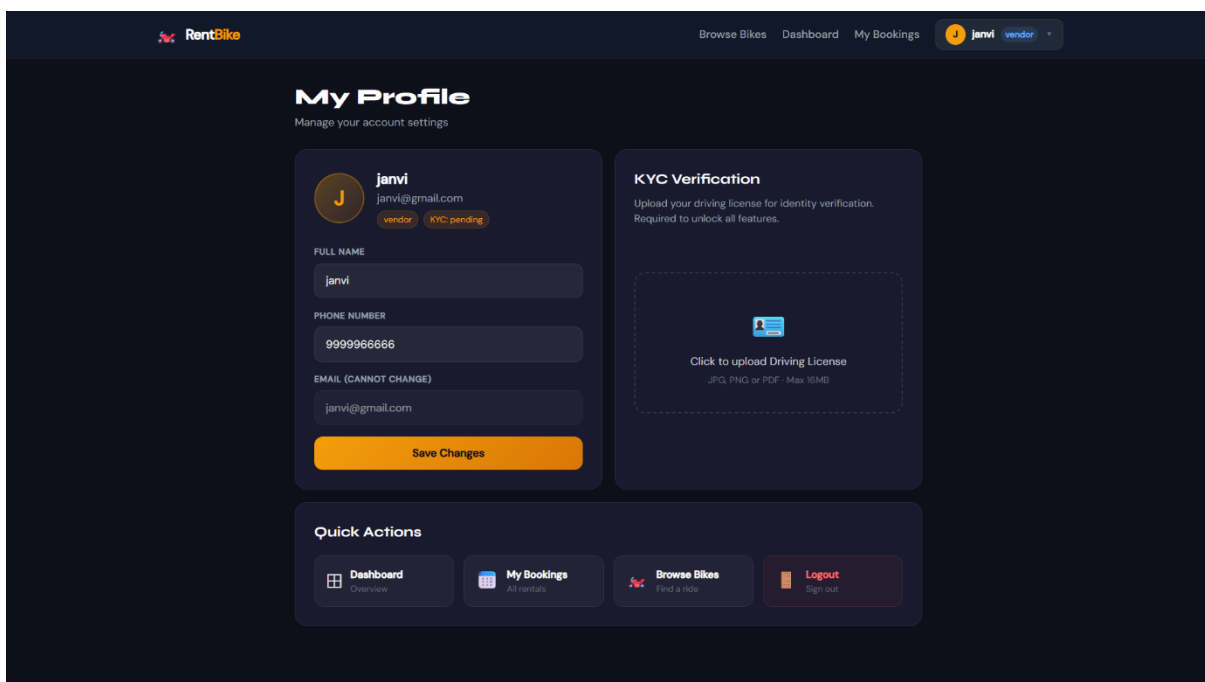 RentBike
Browse Bikes Dashboard My Bookings J janvi vendor
My Profile
Manage your account settings
J
janvi
janvi@gmail.com
vendor KYC: pending
FULL NAME
janvi
PHONE NUMBER
9999966666
EMAIL (CANNOT CHANGE)
janvi@gmail.com
Save Changes
KYC Verification
Upload your driving license for identity verification.
Required to unlock all features.
Click to upload Driving License
JPG, PNG or PDF · Max 16MB
Quick Actions
Dashboard
Overview
My Bookings
All rentals
Browse Bikes
Find a ride
Logout
Sign out